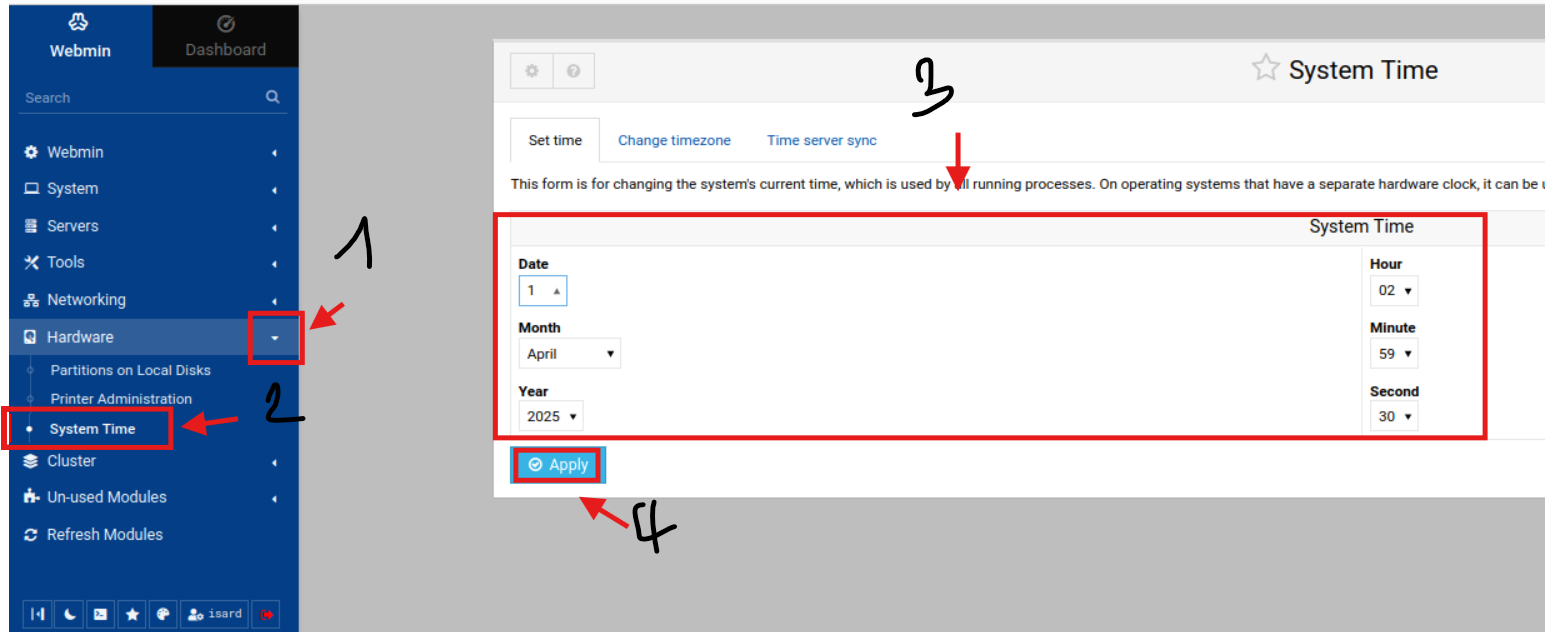 Webmin
Dashboard
Search
Webmin
System
Servers
Tools
Networking
Hardware
Partitions on Local Disks
Printer Administration
System Time
Cluster
Un-used Modules
Refresh Modules
isard
1
2
3
System Time
Set time Change timezone Time server sync
This form is for changing the system's current time, which is used by all running processes. On operating systems that have a separate hardware clock, it can be
System Time
Date
1
Month
April
Year
2025
Hour
02
Minute
59
Second
30
Apply
4